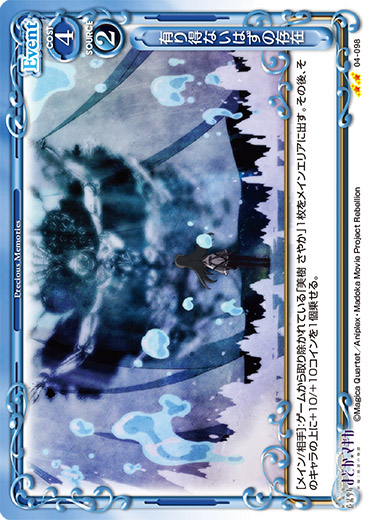 Event
COST
4
SOURCE
2
有り得ないはずの存在
Precious Memories
[メイン/相手]:ゲームから取り除かれている「美樹 さやか」1枚をメインエリアに出す。その後、そ
のキャラの上に+10/+10コインを1個乗せる。
©Magica Quartet／Aniplex・Madoka Movie Project Rebellion
04-098